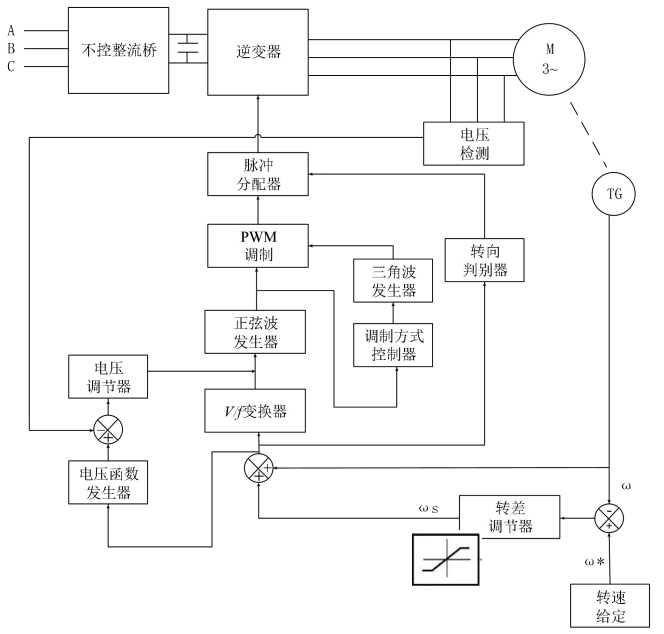 A
B
C
不控整流桥
逆变器
M
3~
电压
检测
脉冲
分配器
TG
PWM
调制
转向
判别器
三角波
发生器
正弦波
发生器
调制方式
控制器
电压
调节器
V/f变换器
-
+
+
+
电压函数
发生器
ω
ωs
转差
调节器
-
+
ω*
转速
给定